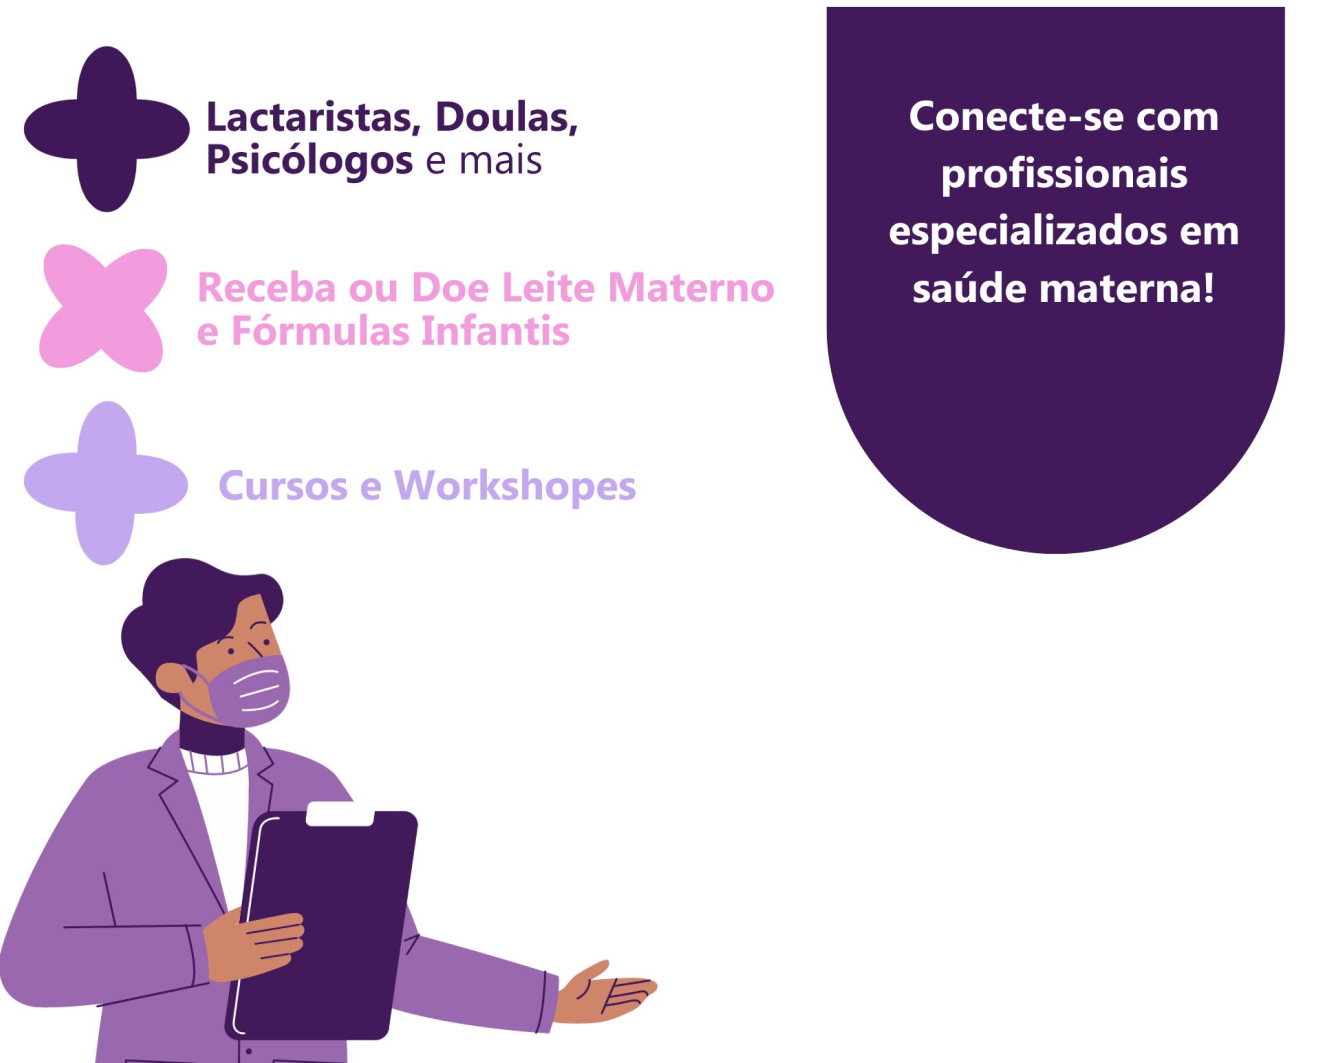 Lactaristas, Doulas,
Psicólogos e mais
Receba ou Doe Leite Materno
e Fórmulas Infantis
Cursos e Workshopes
Conecte-se com
profissionais
especializados em
saúde materna!